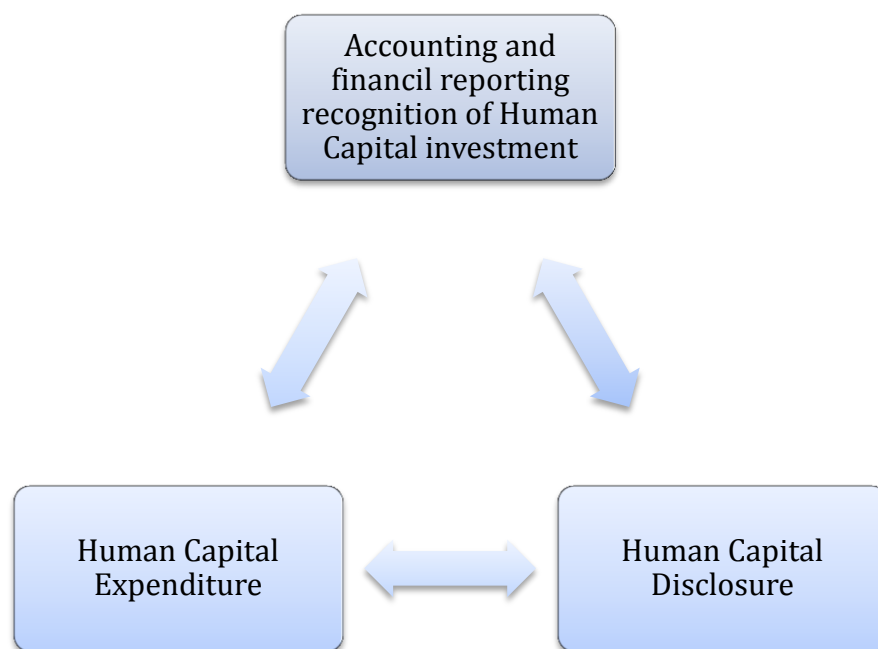 Accounting and
financil reporting
recognition of Human
Capital investment
Human Capital
Expenditure
Human Capital
Disclosure